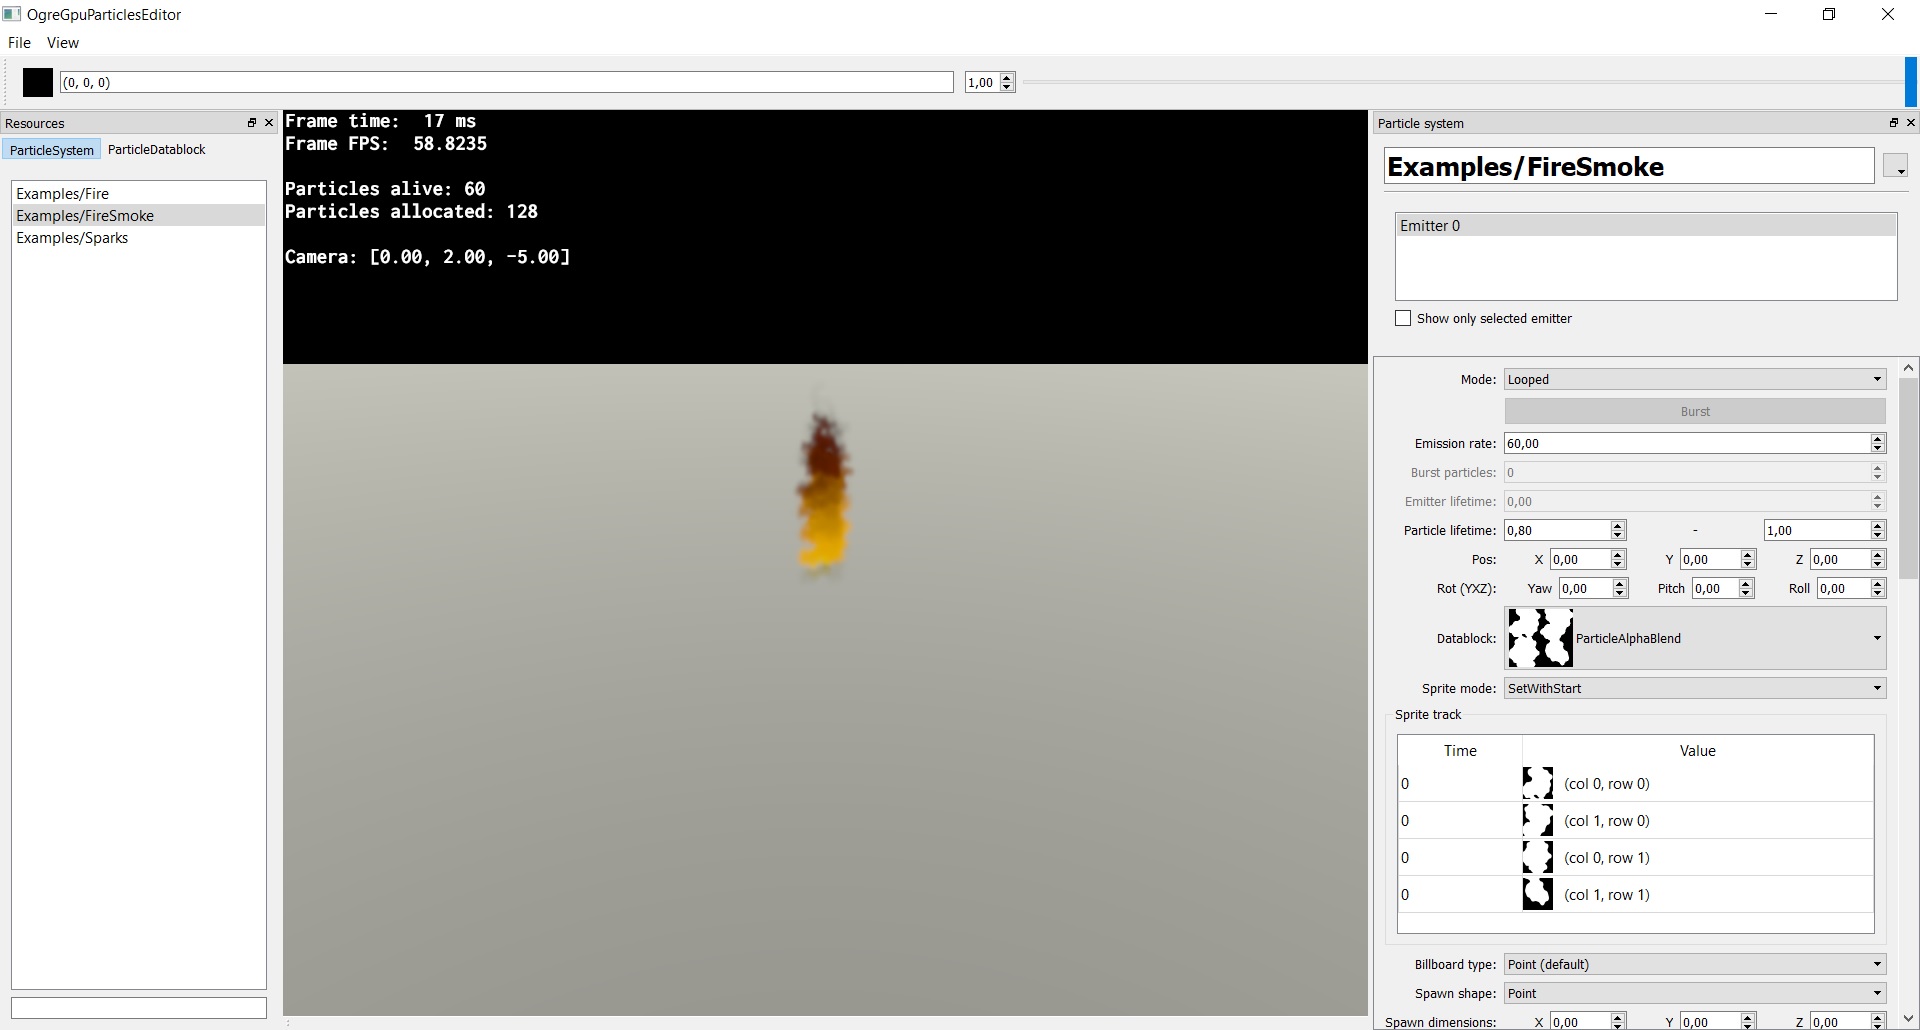 OgreGpuParticlesEditor
File View
(0, 0, 0) 1,00
Resources
ParticleSystem ParticleDatablock
Examples/Fire
Examples/FireSmoke
Examples/Sparks
Frame time: 17 ms
Frame FPS: 58.8235
Particles alive: 60
Particles allocated: 128
Camera: [0.00, 2.00, -5.00]
Particle system
Examples/FireSmoke
Emitter 0
Show only selected emitter
Mode: Looped
Burst
Emission rate: 60,00
Burst particles: 0
Emitter lifetime: 0,00
Particle lifetime: 0,80 - 1,00
Pos: X 0,00 Y 0,00 Z 0,00
Rot (YXZ): Yaw 0,00 Pitch 0,00 Roll 0,00
Datablock: ParticleAlphaBlend
Sprite mode: SetWithStart
Sprite track
Time Value
0 (col 0, row 0)
0 (col 1, row 0)
0 (col 0, row 1)
0 (col 1, row 1)
Billboard type: Point (default)
Spawn shape: Point
Spawn dimensions: X 0,00 Y 0,00 Z 0,00